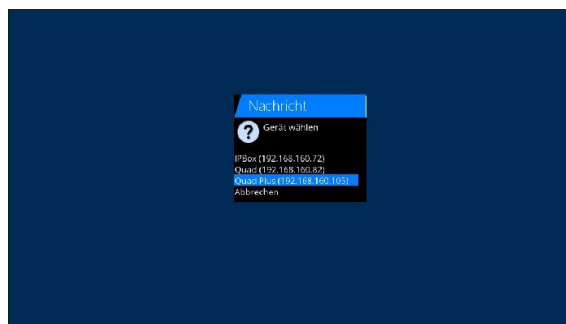 Nachricht
Gerät wählen
IPBox (192.168.160.72)
Quad (192.168.160.82)
Quad Plus (192.168.160.105)
Abbrechen